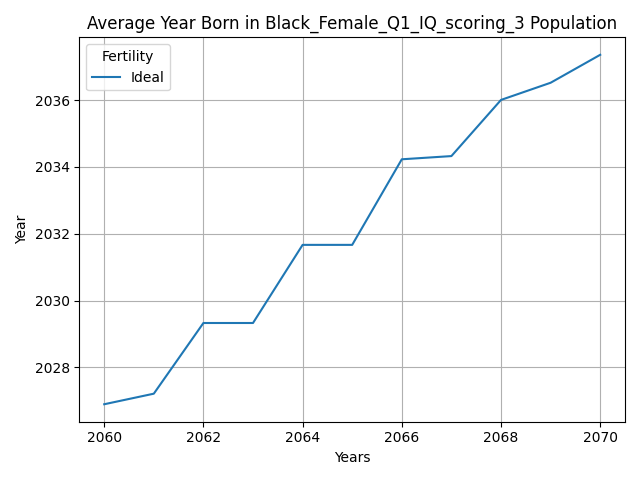 Average Year Born in Black_Female_Q1_IQ_scoring_3 Population
Fertility
Ideal
Year
2036
2034
2032
2030
2028
2060 2062 2064 2066 2068 2070
Years